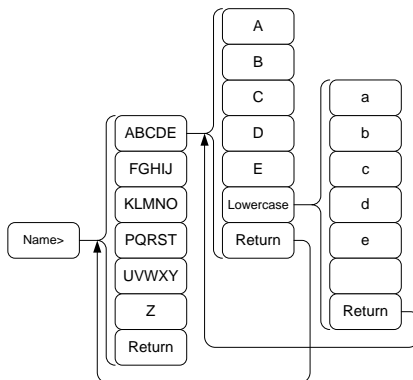 Name>
ABCDE
FGHIJ
KLMNO
PQRST
UVWXY
Z
Return
A
B
C
D
E
Lowercase
Return
a
b
c
d
e
Return